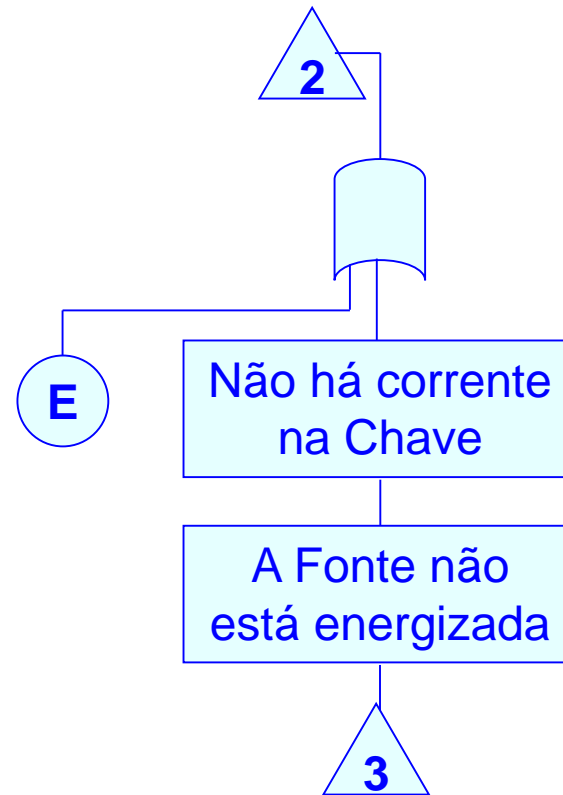 2
E
Não há corrente
na Chave
A Fonte não
está energizada
3